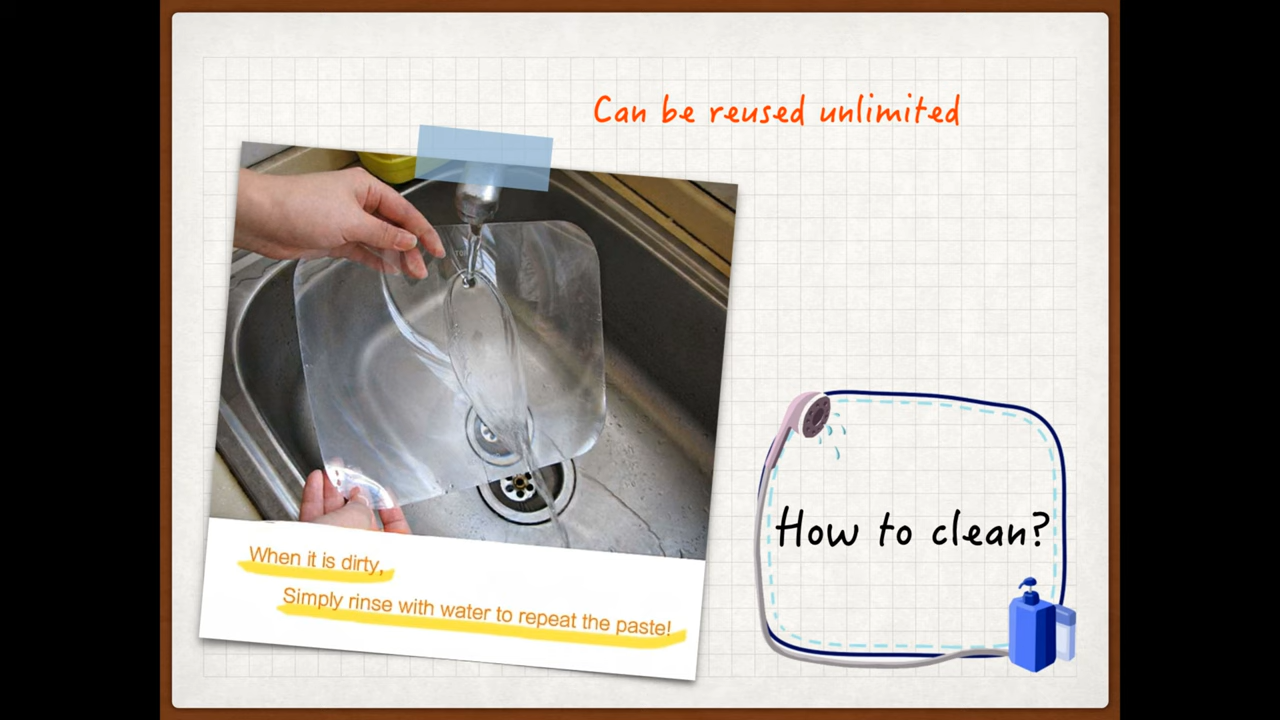 Can be reused unlimited
When it is dirty,
Simply rinse with water to repeat the paste!
How to clean?